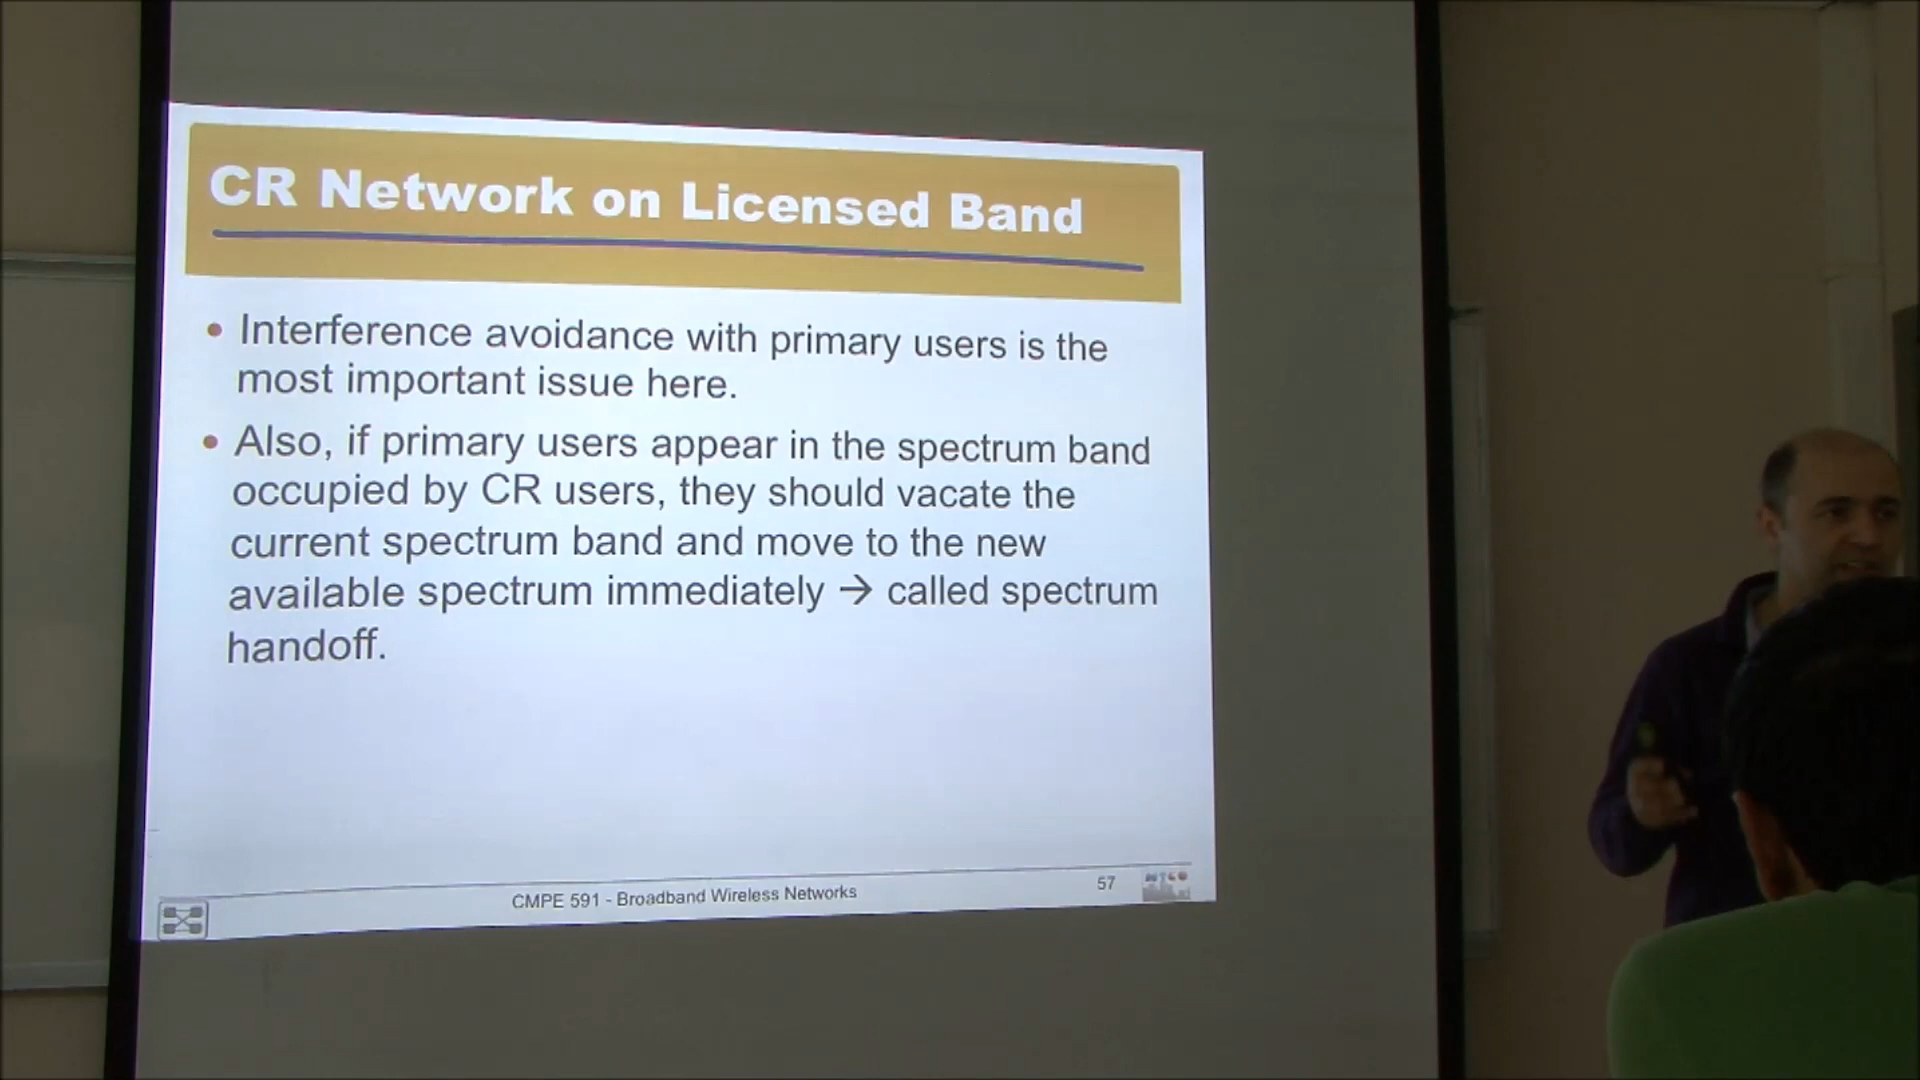 CR Network on Licensed Band
• Interference avoidance with primary users is the
most important issue here.
• Also, if primary users appear in the spectrum band
occupied by CR users, they should vacate the
current spectrum band and move to the new
available spectrum immediately → called spectrum
handoff.
CMPE 591 - Broadband Wireless Networks
57